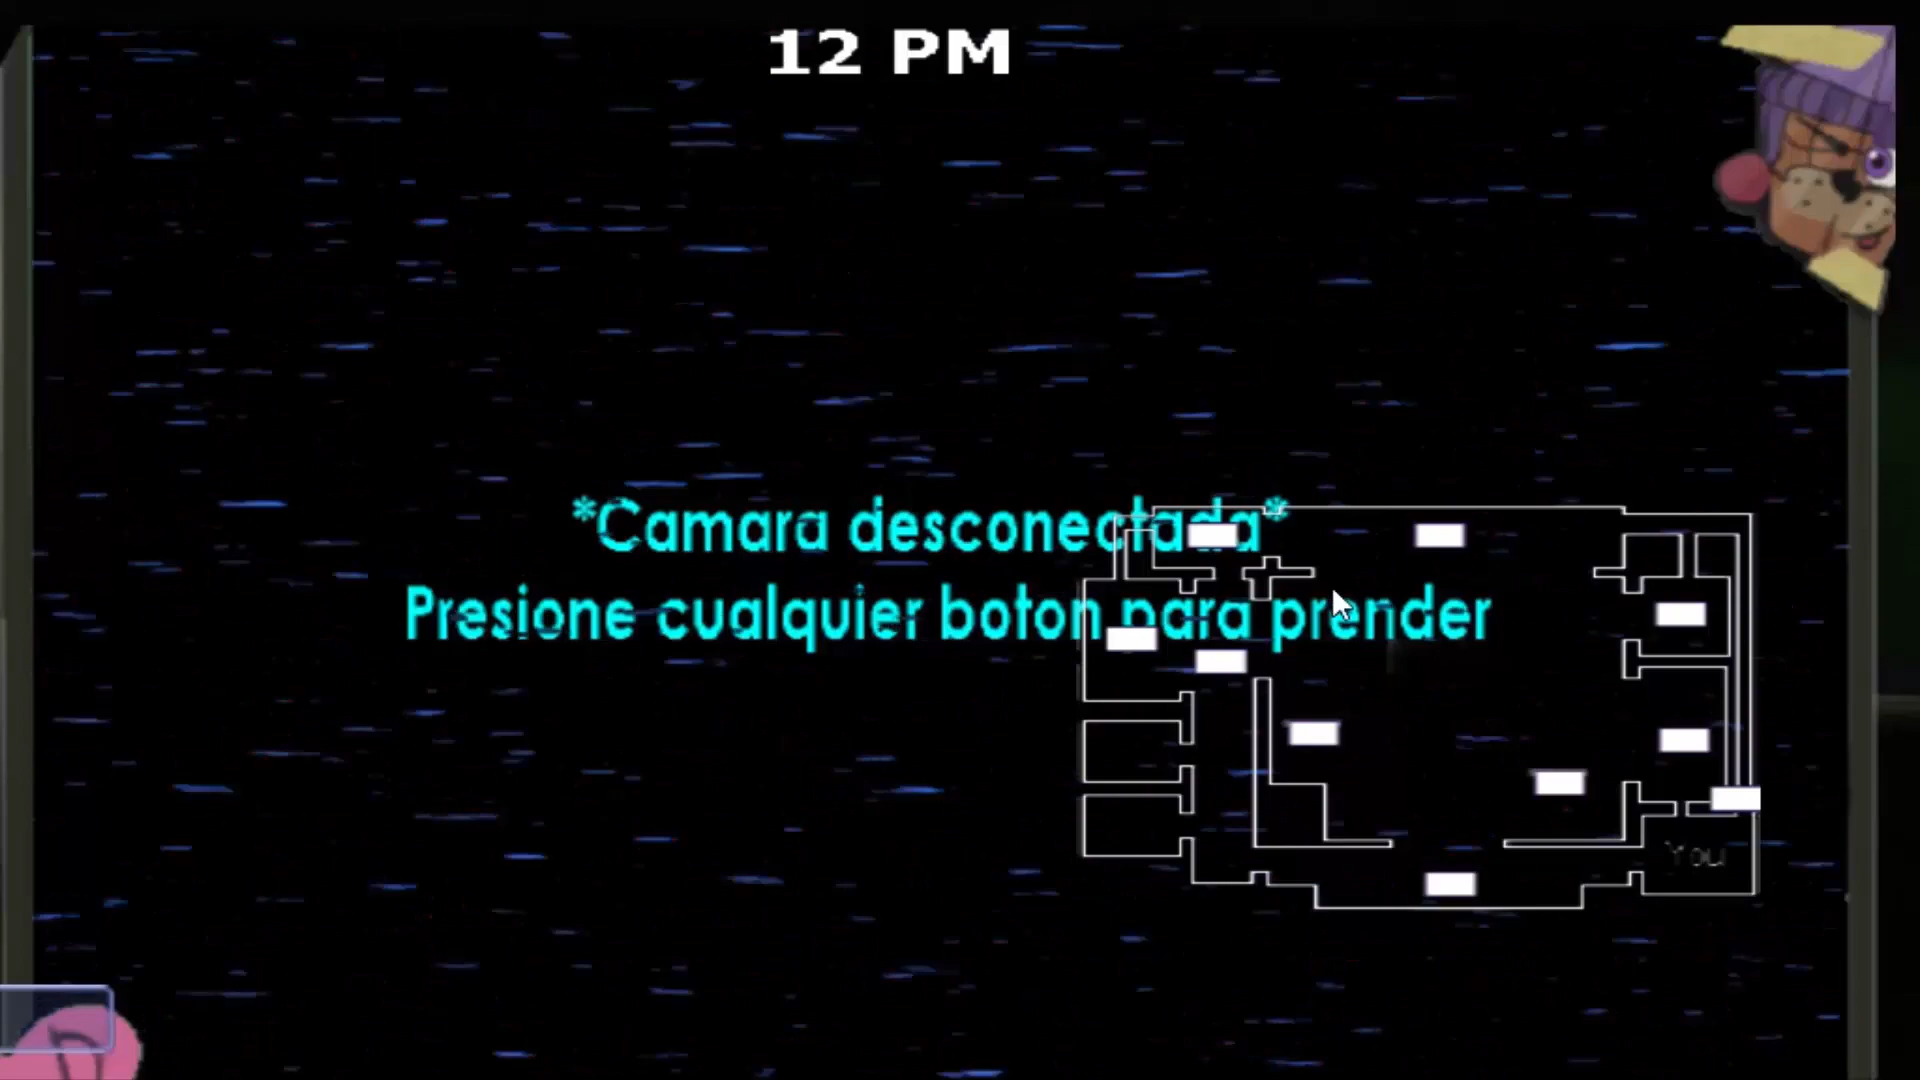 12 PM
*Camara desconectada*
Presione cualquier boton para prender
You